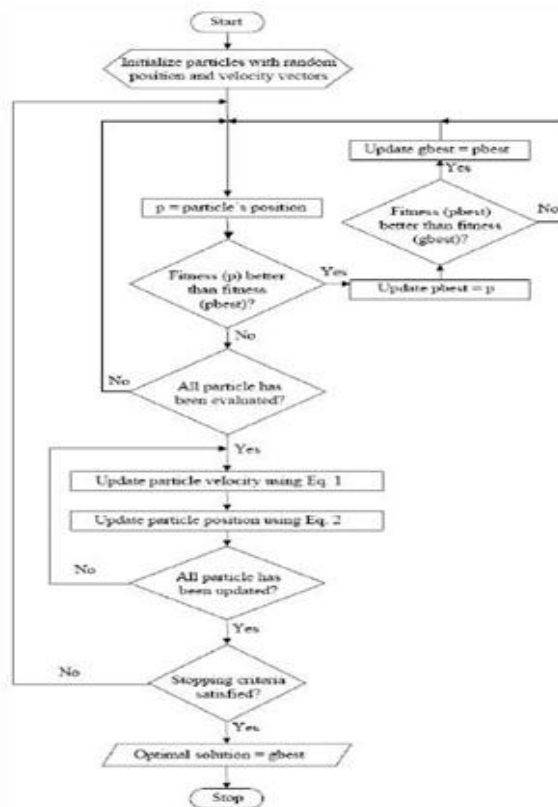 Start
Initialize particles with random
position and velocity vectors
Update gbest = pbest
Yes
p = particle's position
Fitness (pbest)
better than fitness
(gbest)?
No
Fitness (p) better
than fitness
(pbest)?
Yes
Update pbest = p
No
All particle has
been evaluated?
No
Yes
Update particle velocity using Eq. 1
Update particle position using Eq. 2
All particle has
been updated?
No
Yes
Stopping criteria
satisfied?
No
Yes
Optimal solution = gbest
Stop